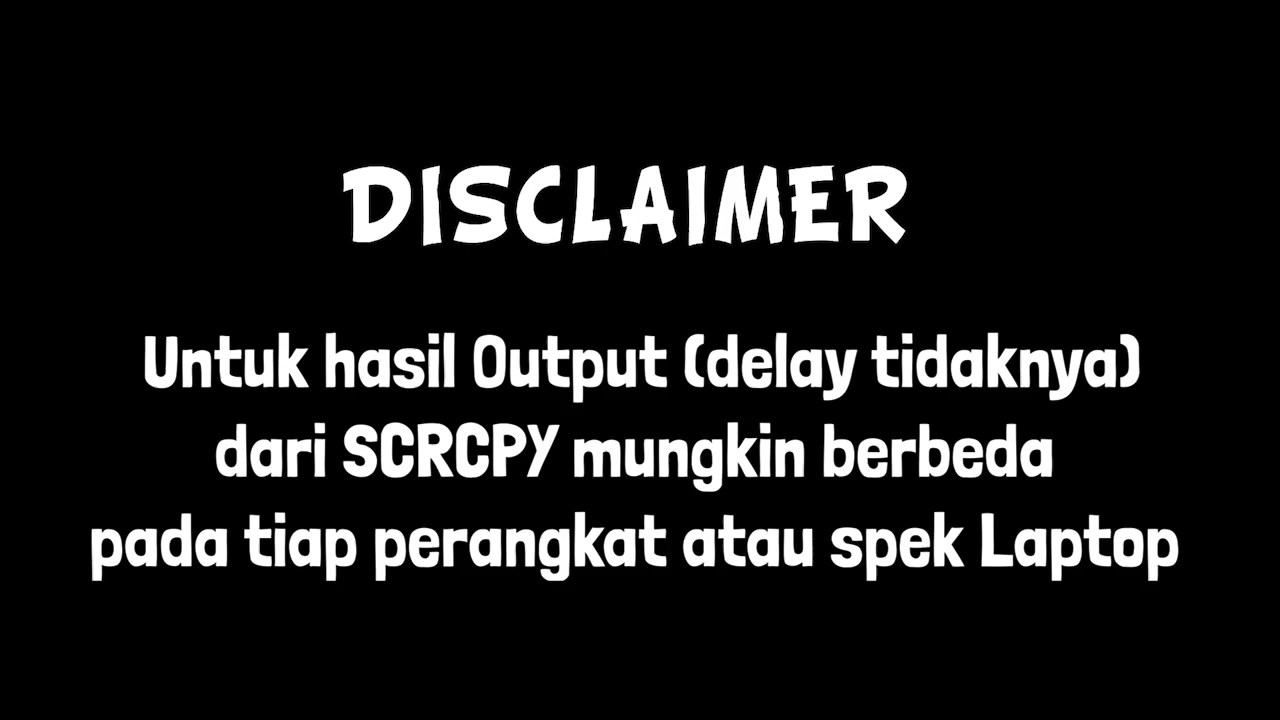 DISCLAIMER
Untuk hasil Output (delay tidaknya)
dari SCRCPY mungkin berbeda
pada tiap perangkat atau spek Laptop